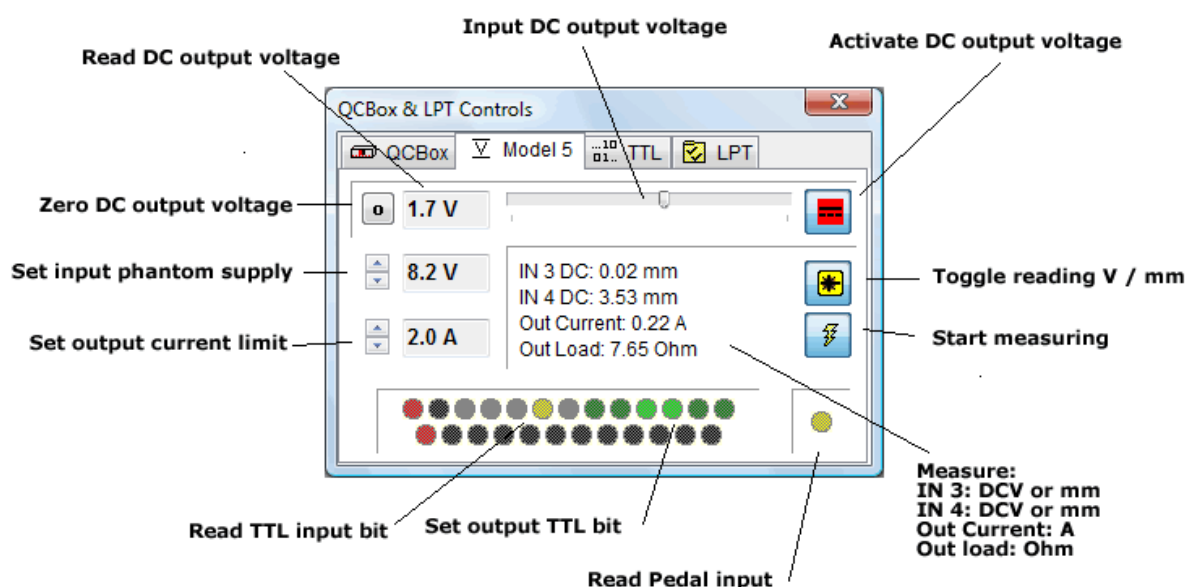 Input DC output voltage
Activate DC output voltage
Read DC output voltage
QCBox & LPT Controls
QCBox
Model 5
...10
01..
TTL
LPT
Zero DC output voltage
o
1.7 V
Set input phantom supply
8.2 V
IN 3 DC: 0.02 mm
IN 4 DC: 3.53 mm
Out Current: 0.22 A
Out Load: 7.65 Ohm
Toggle reading V / mm
Set output current limit
2.0 A
Start measuring
Measure:
IN 3: DCV or mm
IN 4: DCV or mm
Out Current: A
Out load: Ohm
Read TTL input bit
Set output TTL bit
Read Pedal input